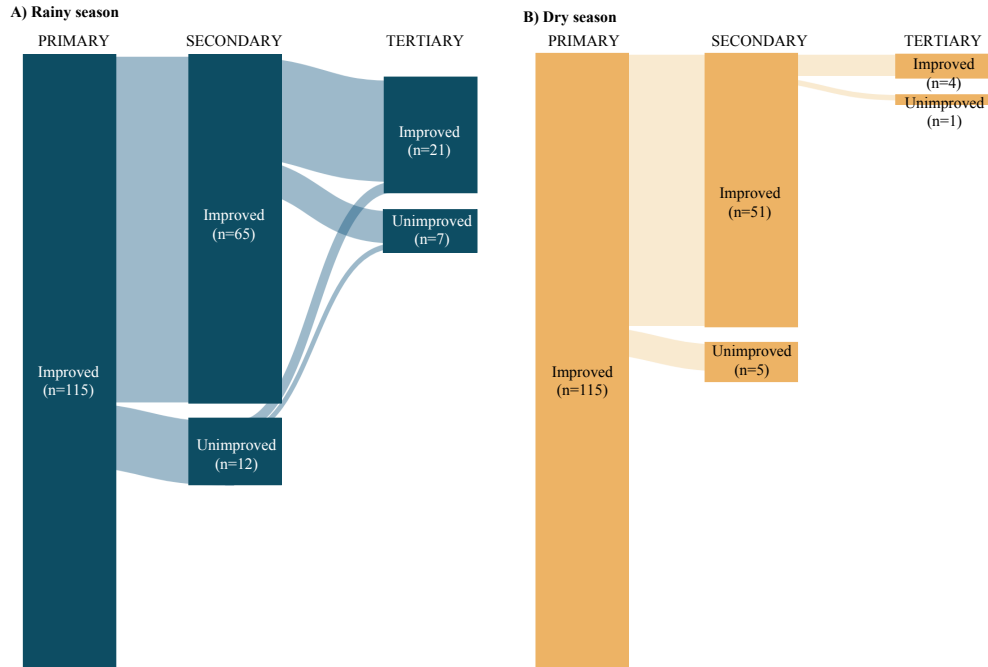 A) Rainy season
PRIMARY
SECONDARY
TERTIARY
Improved
(n=115)
Improved
(n=65)
Unimproved
(n=12)
Improved
(n=21)
Unimproved
(n=7)
B) Dry season
PRIMARY
SECONDARY
TERTIARY
Improved
(n=115)
Improved
(n=51)
Unimproved
(n=5)
Improved
(n=4)
Unimproved
(n=1)